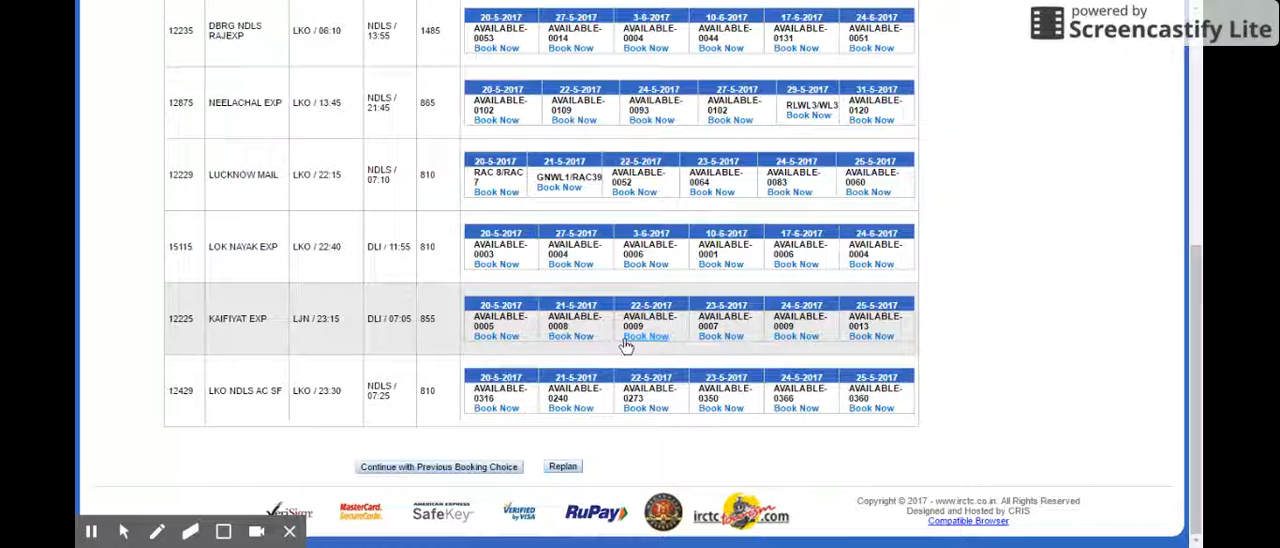 powered by
Screencastify Lite
12235 DBRG NDLS RAJEXP LKO / 06:10 NDLS / 13:55 1485
20-5-2017 27-5-2017 3-6-2017 10-6-2017 17-6-2017 24-6-2017
AVAILABLE-0053 AVAILABLE-0014 AVAILABLE-0004 AVAILABLE-0044 AVAILABLE-0131 AVAILABLE-0051
Book Now Book Now Book Now Book Now Book Now Book Now
12875 NEELACHAL EXP LKO / 13:45 NDLS / 21:45 865
20-5-2017 22-5-2017 24-5-2017 27-5-2017 29-5-2017 31-5-2017
AVAILABLE-0102 AVAILABLE-0109 AVAILABLE-0093 AVAILABLE-0102 RLWL3/WL3 AVAILABLE-0120
Book Now Book Now Book Now Book Now Book Now Book Now
12229 LUCKNOW MAIL LKO / 22:15 NDLS / 07:10 810
20-5-2017 21-5-2017 22-5-2017 23-5-2017 24-5-2017 25-5-2017
RAC 8/RAC 7 GNWL1/RAC39 AVAILABLE-0052 AVAILABLE-0064 AVAILABLE-0083 AVAILABLE-0060
Book Now Book Now Book Now Book Now Book Now Book Now
15115 LOK NAYAK EXP LKO / 22:40 DLI / 11:55 810
20-5-2017 27-5-2017 3-6-2017 10-6-2017 17-6-2017 24-6-2017
AVAILABLE-0003 AVAILABLE-0004 AVAILABLE-0006 AVAILABLE-0001 AVAILABLE-0006 AVAILABLE-0004
Book Now Book Now Book Now Book Now Book Now Book Now
12225 KAIFIYAT EXP LJN / 23:15 DLI / 07:05 855
20-5-2017 21-5-2017 22-5-2017 23-5-2017 24-5-2017 25-5-2017
AVAILABLE-0005 AVAILABLE-0008 AVAILABLE-0009 AVAILABLE-0007 AVAILABLE-0009 AVAILABLE-0013
Book Now Book Now Book Now Book Now Book Now Book Now
12429 LKO NDLS AC SF LKO / 23:30 NDLS / 07:25 810
20-5-2017 21-5-2017 22-5-2017 23-5-2017 24-5-2017 25-5-2017
AVAILABLE-0316 AVAILABLE-0240 AVAILABLE-0273 AVAILABLE-0350 AVAILABLE-0366 AVAILABLE-0360
Book Now Book Now Book Now Book Now Book Now Book Now
Continue with Previous Booking Choice Replan
VeriSign MasterCard. SecureCode. AMERICAN EXPRESS SafeKey VERIFIED by VISA RuPay irctc tourism.com
Copyright © 2017 - www.irctc.co.in. All Rights Reserved
Designed and Hosted by CRIS
Compatible Browser